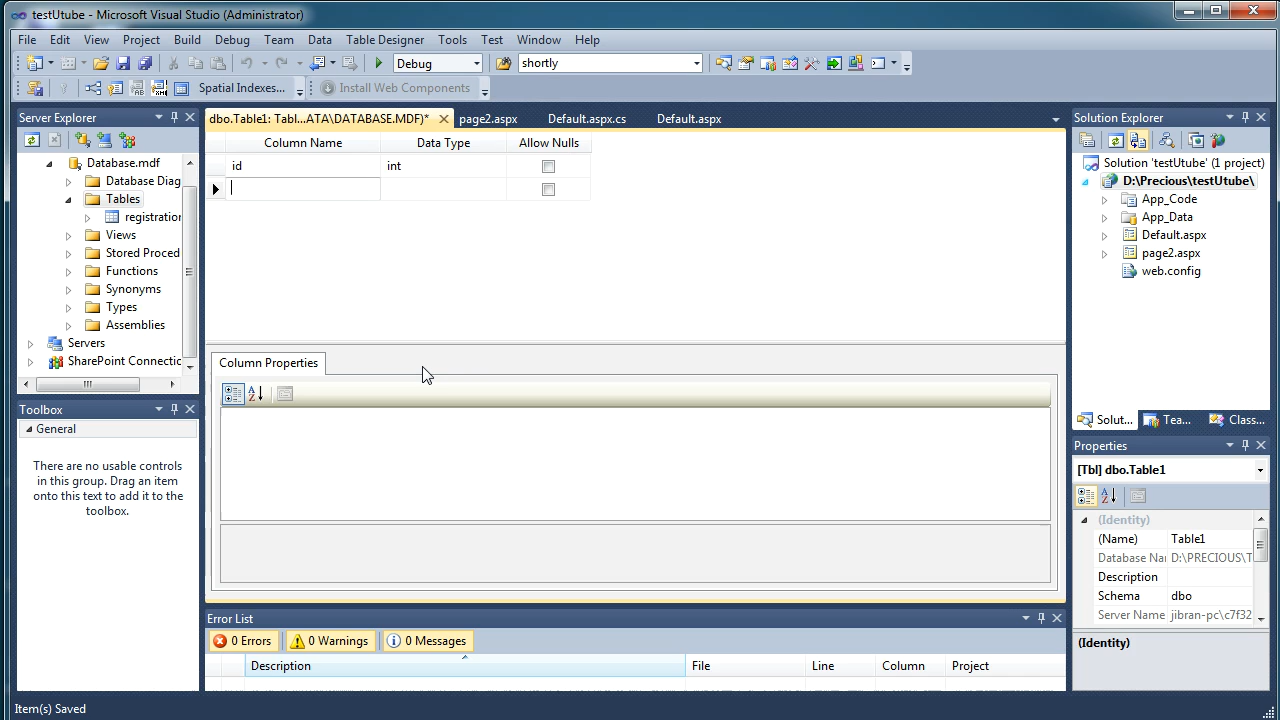 testUtube - Microsoft Visual Studio (Administrator)
File Edit View Project Build Debug Team Data Table Designer Tools Test Window Help
Debug shortly
Spatial Indexes... Install Web Components
Server Explorer
Database.mdf
Database Diag
Tables
registration
Views
Stored Proced
Functions
Synonyms
Types
Assemblies
Servers
SharePoint Connectic
Toolbox
General
There are no usable controls
in this group. Drag an item
onto this text to add it to the
toolbox.
dbo.Table1: Tabl...ATA\DATABASE.MDF)* page2.aspx Default.aspx.cs Default.aspx
Column Name Data Type Allow Nulls
id int
Column Properties
Error List
0 Errors 0 Warnings 0 Messages
Description File Line Column Project
Solution Explorer
Solution 'testUtube' (1 project)
D:\Precious\testUtube\
App_Code
App_Data
Default.aspx
page2.aspx
web.config
Solut... Tea... Class...
Properties
[Tbl] dbo.Table1
(Identity)
(Name) Table1
Database Nar D:\PRECIOUS\T
Description
Schema dbo
Server Name jibran-pc\c7f32
(Identity)
Item(s) Saved